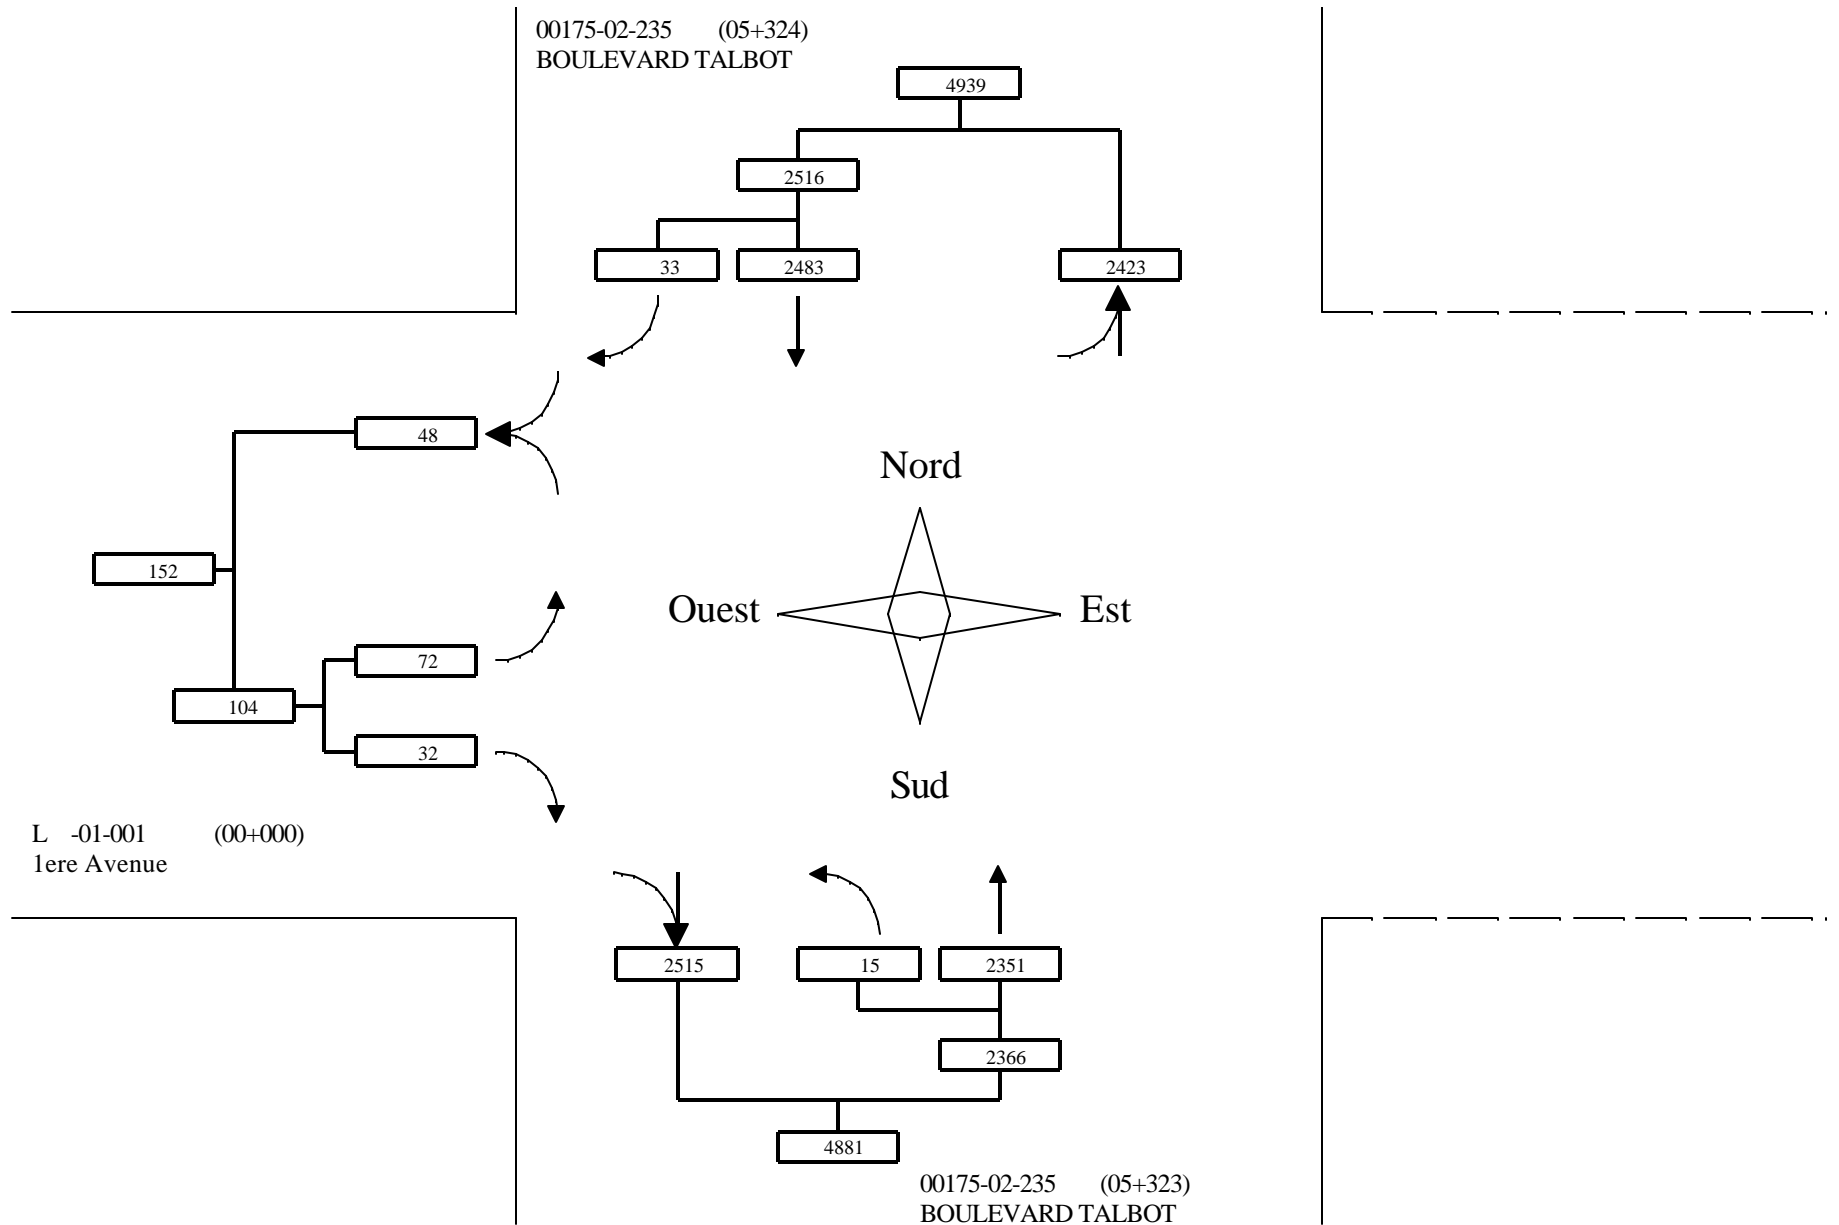 00175-02-235 (05+324)
BOULEVARD TALBOT
4939
2516
33 2483 2423
48
Nord
152
Ouest Est
72
104
32
Sud
L -01-001 (00+000)
1ere Avenue
2515 15 2351
2366
4881
00175-02-235 (05+323)
BOULEVARD TALBOT